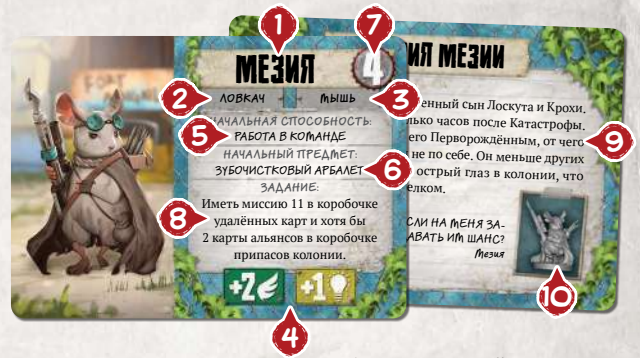 1
7
МЕЗИЯ
4
ИЯ МЕЗИИ
2
ЛОВКАЧ
МЫШЬ
3
НАЧАЛЬНАЯ СПОСОБНОСТЬ:
5
РАБОТА В КОМАНДЕ
НАЧАЛЬНЫЙ ПРЕДМЕТ:
ЗУБОЧИСТКОВЫЙ АРБАЛЕТ
6
ЗАДАНИЕ:
8
Иметь миссию 11 в коробочке
удалённых карт и хотя бы
2 карты альянсов в коробочке
припасов колонии.
+2
+1
4
енный сын Лоскута и Крохи.
лько часов после Катастрофы.
его Перворождённым, от чего
9
не по себе. Он меньше других
острый глаз в колонии, что
елком.
СЛИ НА МЕНЯ ЗА-
АВАТЬ ИМ ШАНС?
Мезия
10